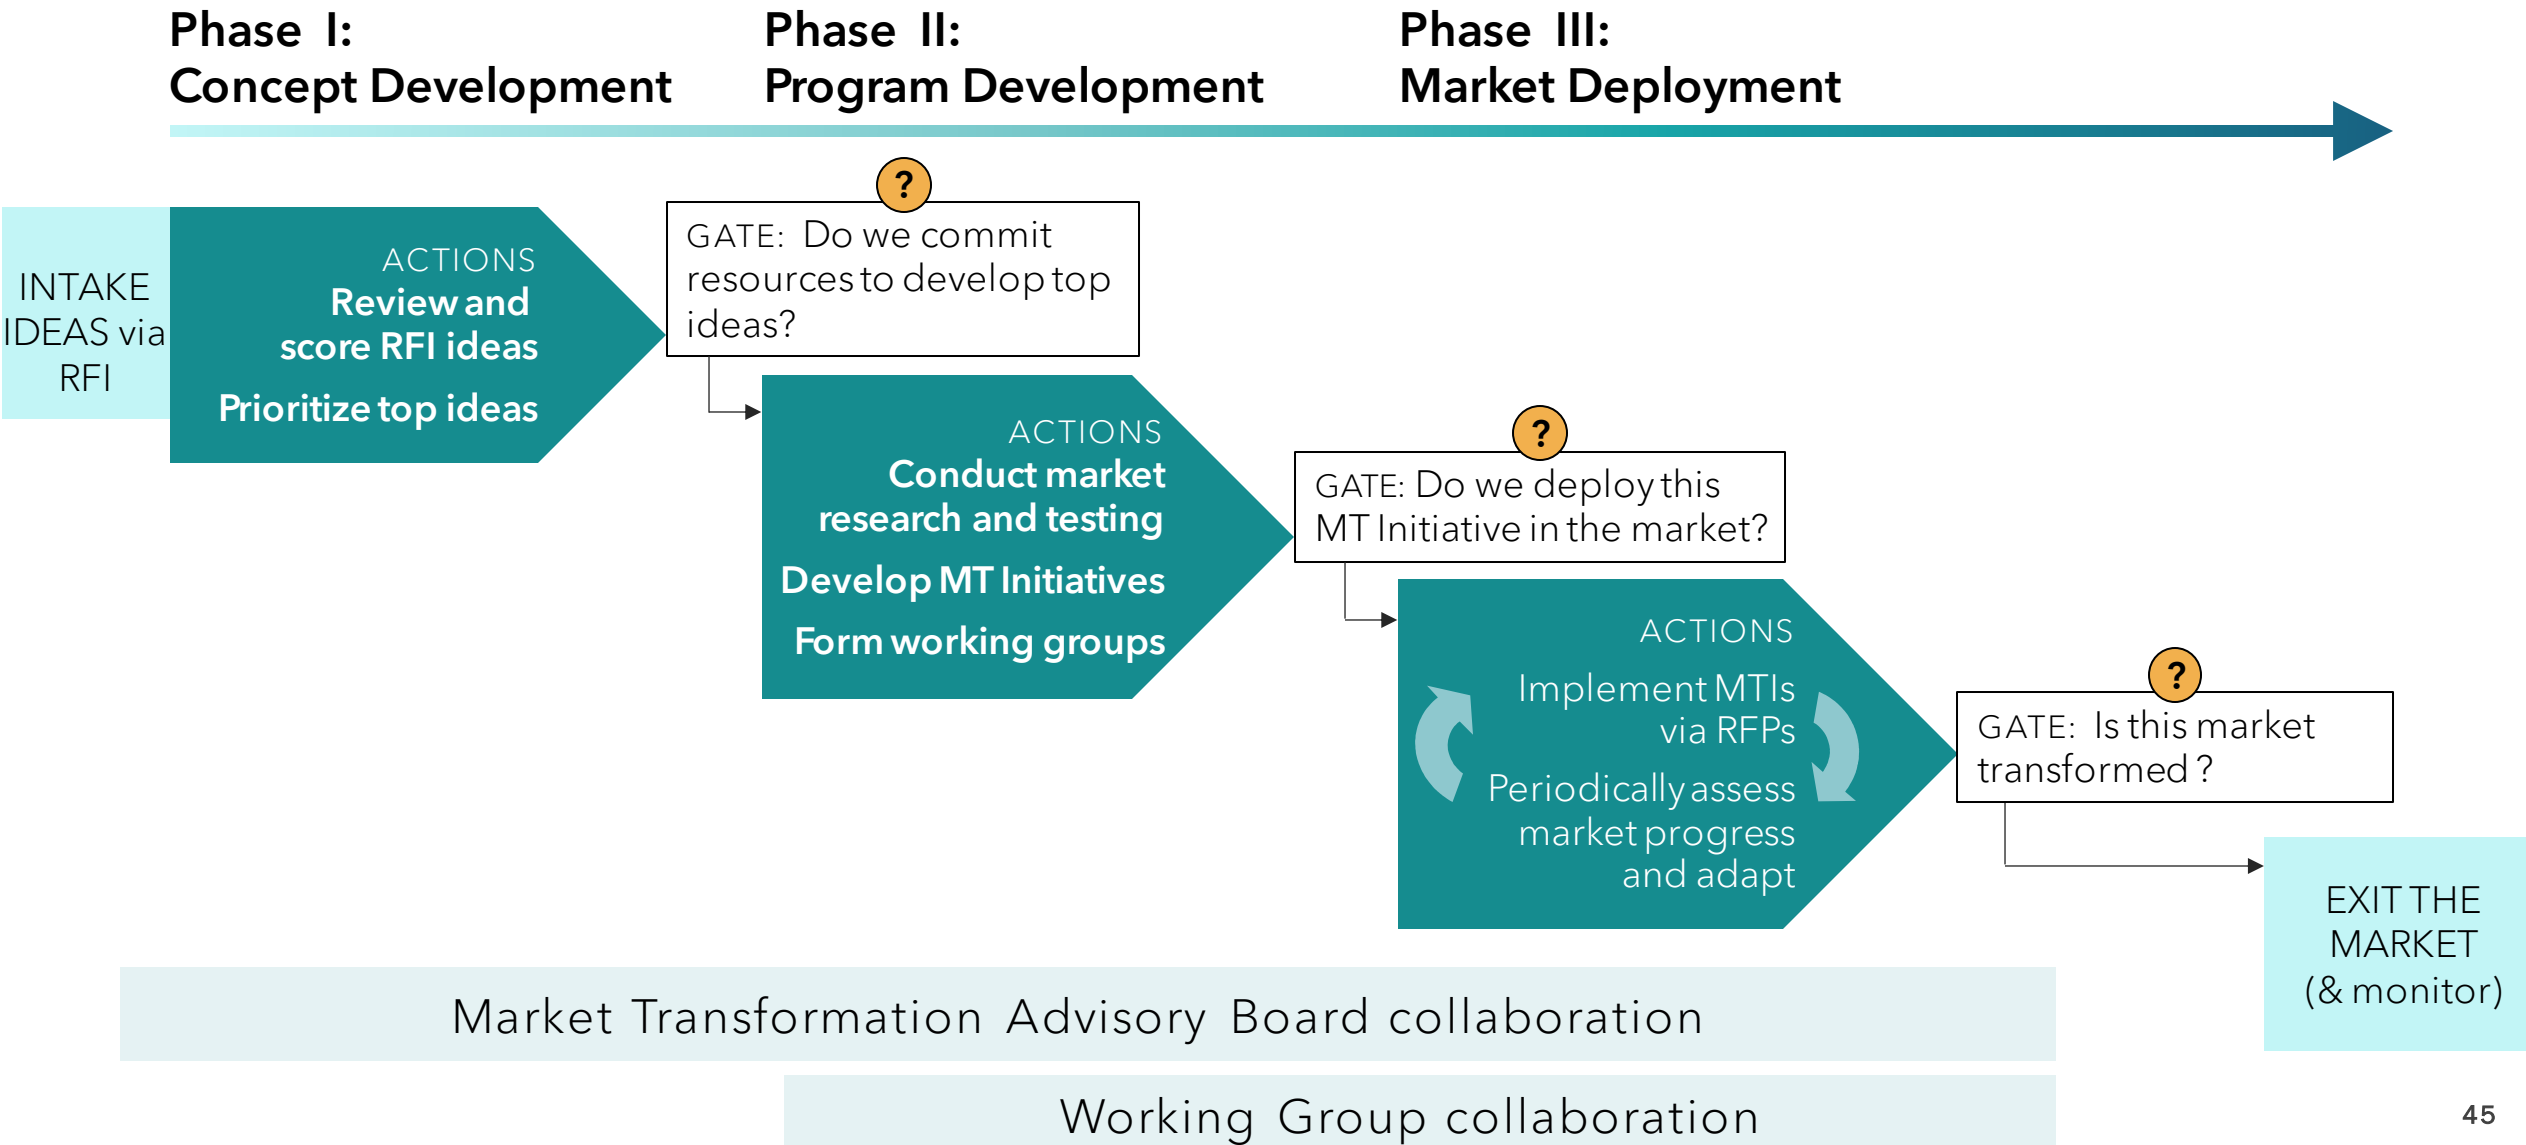 Phase I:
Concept Development
Phase II:
Program Development
Phase III:
Market Deployment
INTAKE
IDEAS via
RFI
ACTIONS
Review and
score RFI ideas
Prioritize top ideas
?
GATE: Do we commit
resources to develop top
ideas?
ACTIONS
Conduct market
research and testing
Develop MT Initiatives
Form working groups
?
GATE: Do we deploy this
MT Initiative in the market?
ACTIONS
Implement MTIs
via RFPs
Periodically assess
market progress
and adapt
?
GATE: Is this market
transformed ?
EXIT THE
MARKET
(& monitor)
Market Transformation Advisory Board collaboration
Working Group collaboration
45